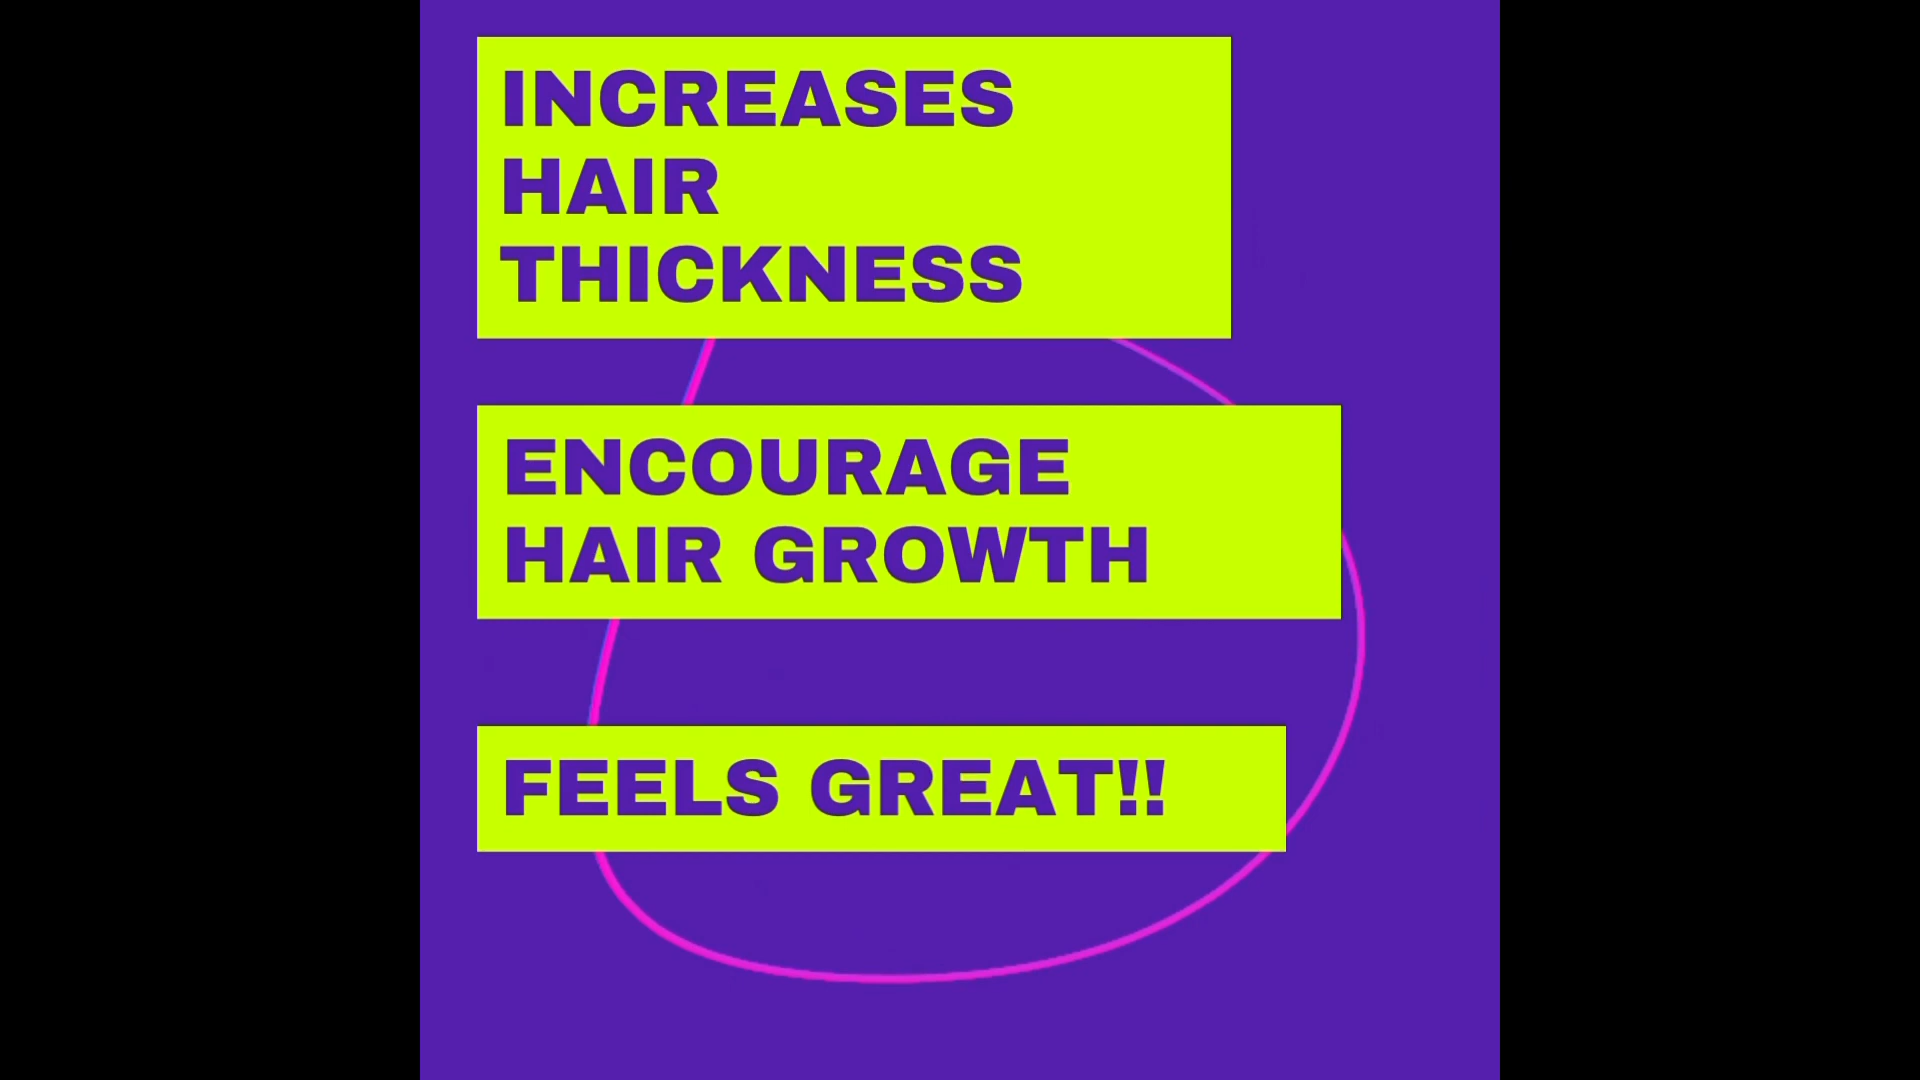 INCREASES
HAIR
THICKNESS
ENCOURAGE
HAIR GROWTH
FEELS GREAT!!